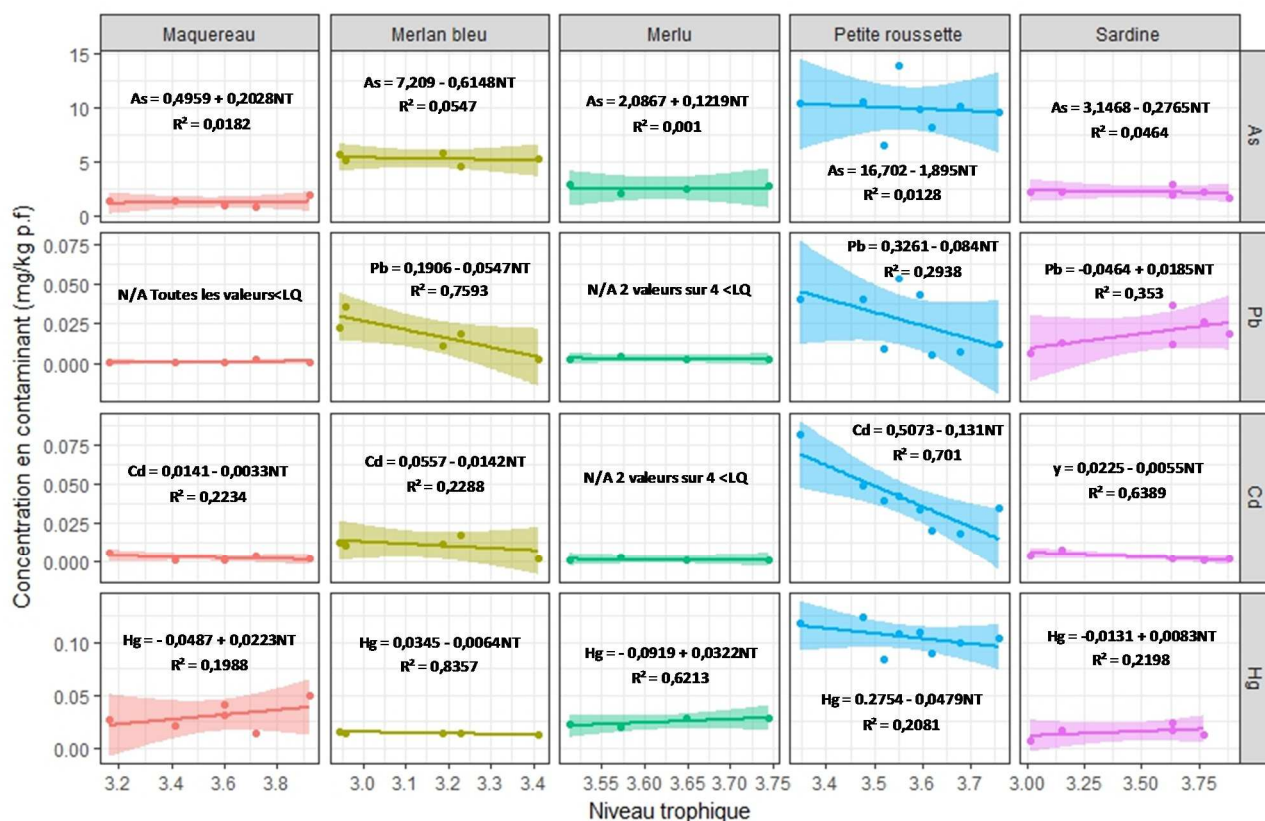 Maquereau Merlan bleu Merlu Petite roussette Sardine
As = 0,4959 + 0,2028NT
R² = 0,0182
As = 7,209 - 0,6148NT
R² = 0,0547
As = 2,0867 + 0,1219NT
R² = 0,001
As = 16,702 - 1,895NT
R² = 0,0128
As = 3,1468 - 0,2765NT
R² = 0,0464
15
10
5
0
As
N/A Toutes les valeurs<LQ
Pb = 0,1906 - 0,0547NT
R² = 0,7593
N/A 2 valeurs sur 4 <LQ
Pb = 0,3261 - 0,084NT
R² = 0,2938
Pb = -0,0464 + 0,0185NT
R² = 0,353
0.075
0.050
0.025
0.000
Pb
Cd = 0,0141 - 0,0033NT
R² = 0,2234
Cd = 0,0557 - 0,0142NT
R² = 0,2288
N/A 2 valeurs sur 4 <LQ
Cd = 0,5073 - 0,131NT
R² = 0,701
y = 0,0225 - 0,0055NT
R² = 0,6389
0.075
0.050
0.025
0.000
Cd
Hg = - 0,0487 + 0,0223NT
R² = 0,1988
Hg = 0,0345 - 0,0064NT
R² = 0,8357
Hg = - 0,0919 + 0,0322NT
R² = 0,6213
Hg = 0.2754 - 0,0479NT
R² = 0,2081
Hg = -0,0131 + 0,0083NT
R² = 0,2198
0.10
0.05
0.00
Hg
3.2 3.4 3.6 3.8
3.0 3.1 3.2 3.3 3.4
3.55 3.60 3.65 3.70 3.75
3.4 3.5 3.6 3.7
3.00 3.25 3.50 3.75
Niveau trophique
Concentration en contaminant (mg/kg p.f)